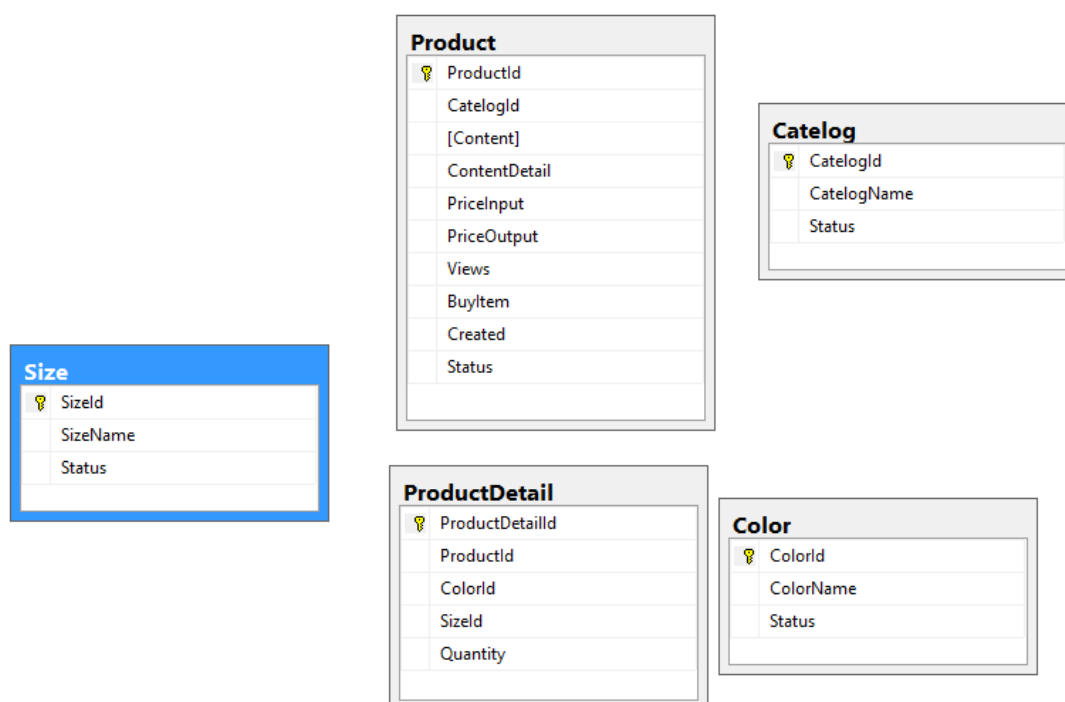 Product
ProductId
CatelogId
[Content]
ContentDetail
PriceInput
PriceOutput
Views
BuyItem
Created
Status
Catelog
CatelogId
CatelogName
Status
Size
SizeId
SizeName
Status
ProductDetail
ProductDetailId
ProductId
ColorId
SizeId
Quantity
Color
ColorId
ColorName
Status